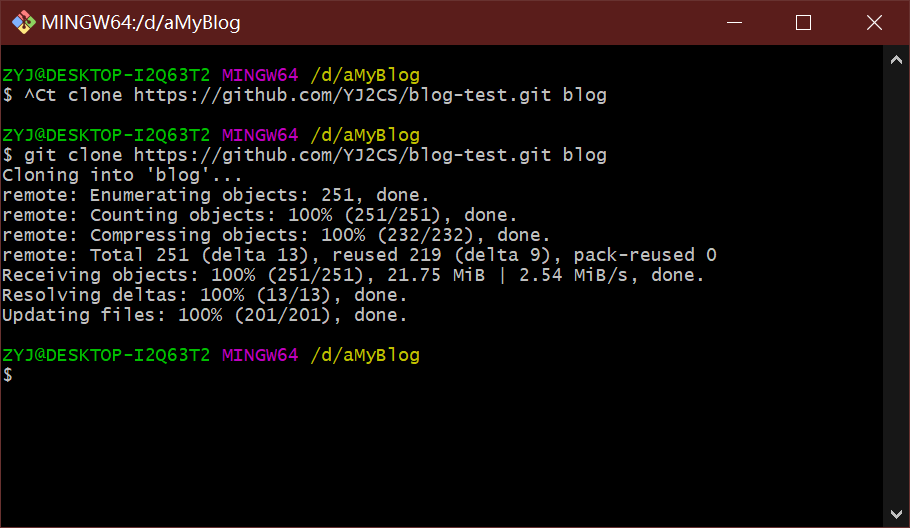 MINGW64:/d/aMyBlog
ZYJ@DESKTOP-I2Q63T2 MINGW64 /d/aMyBlog
$ ^Ct clone https://github.com/YJ2CS/blog-test.git blog
ZYJ@DESKTOP-I2Q63T2 MINGW64 /d/aMyBlog
$ git clone https://github.com/YJ2CS/blog-test.git blog
Cloning into 'blog'...
remote: Enumerating objects: 251, done.
remote: Counting objects: 100% (251/251), done.
remote: Compressing objects: 100% (232/232), done.
remote: Total 251 (delta 13), reused 219 (delta 9), pack-reused 0
Receiving objects: 100% (251/251), 21.75 MiB | 2.54 MiB/s, done.
Resolving deltas: 100% (13/13), done.
Updating files: 100% (201/201), done.
ZYJ@DESKTOP-I2Q63T2 MINGW64 /d/aMyBlog
$